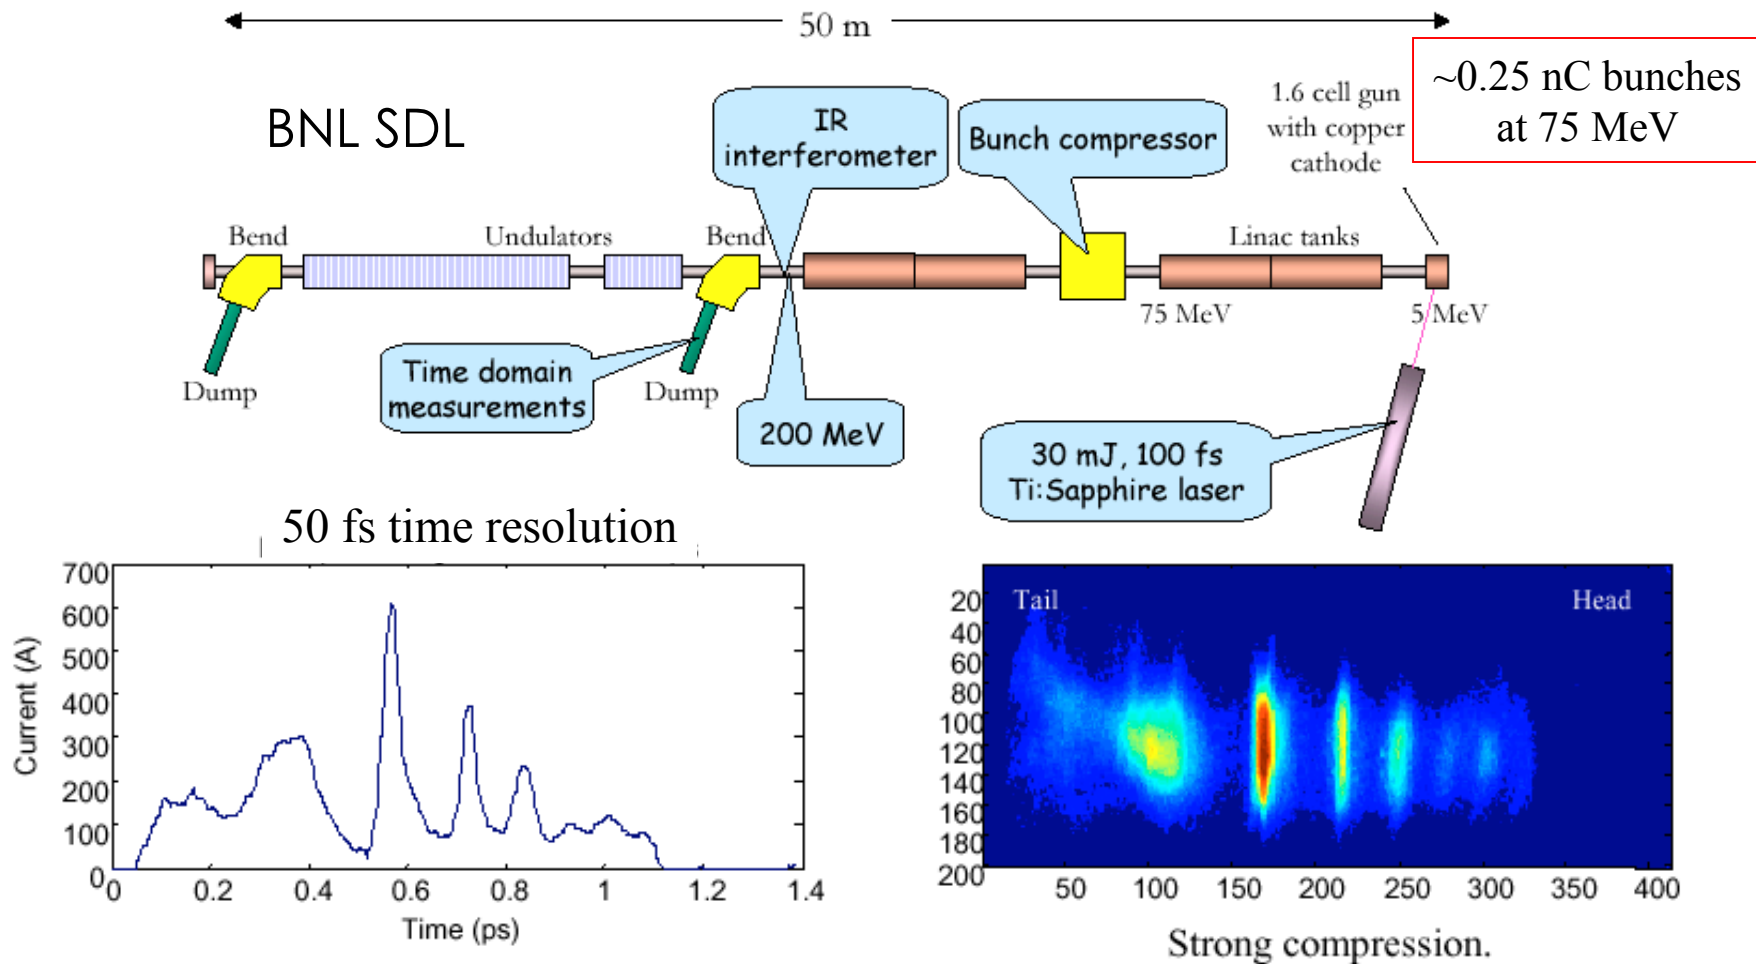 50 m
~0.25 nC bunches
at 75 MeV
BNL SDL
IR
interferometer
Bunch compressor
1.6 cell gun
with copper
cathode
Bend
Undulators
Bend
Linac tanks
75 MeV
5 MeV
Time domain
measurements
Dump
Dump
200 MeV
30 mJ, 100 fs
Ti:Sapphire laser
50 fs time resolution
700
600
500
400
300
200
100
0
0 0.2 0.4 0.6 0.8 1 1.2 1.4
Current (A)
Time (ps)
Tail
Head
20
40
60
80
100
120
140
160
180
200
50 100 150 200 250 300 350 400
Strong compression.